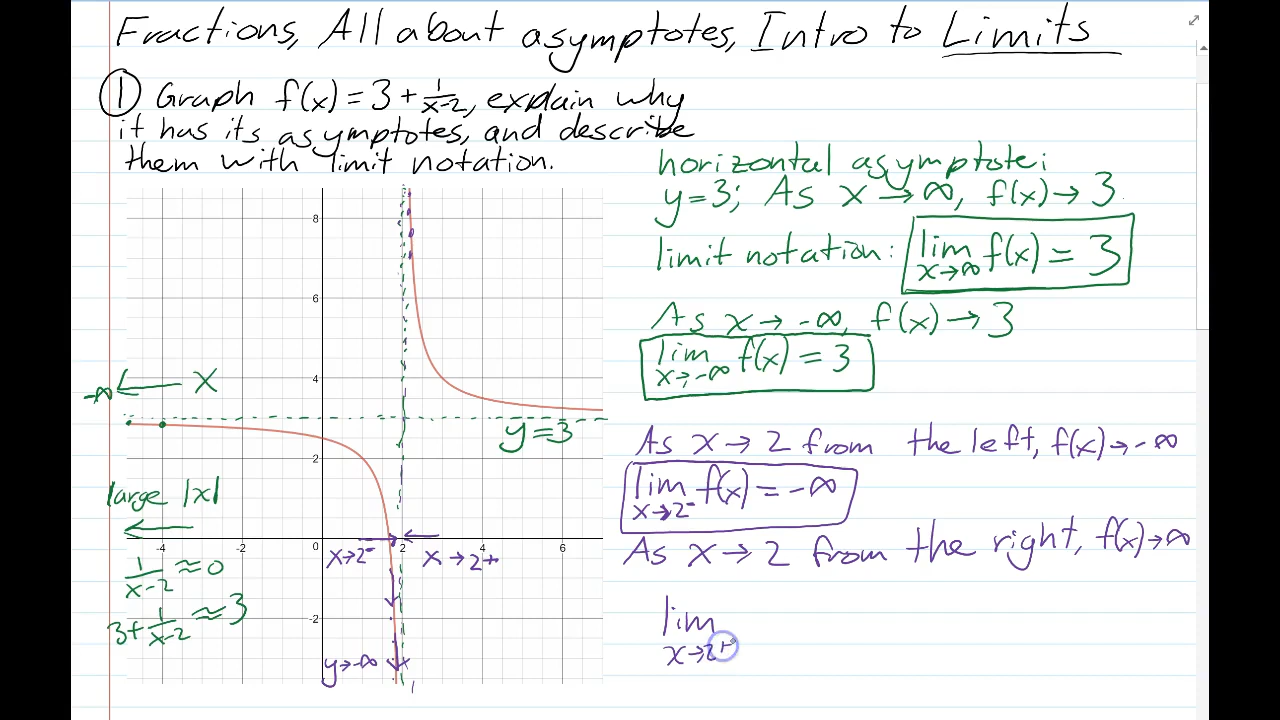 Fractions, All about asymptotes, Intro to Limits
① Graph f(x) = 3 + 1/(x-2), explain why
it has its asymptotes, and describe
them with limit notation.
horizontal asymptote:
y = 3; As x → ∞, f(x) → 3
limit notation: lim x→∞ f(x) = 3
As x → -∞, f(x) → 3
lim x→-∞ f(x) = 3
As x → 2 from the left, f(x) → -∞
lim x→2⁻ f(x) = -∞
As x → 2 from the right, f(x) → ∞
lim
x→2+
8
6
4
2
-4 -2 0 2 4 6
-2
-∞ ← x
y = 3
large |x|
←
1/(x-2) ≈ 0
3 + 1/(x-2) ≈ 3
x→2⁻
x→2+
y→-∞